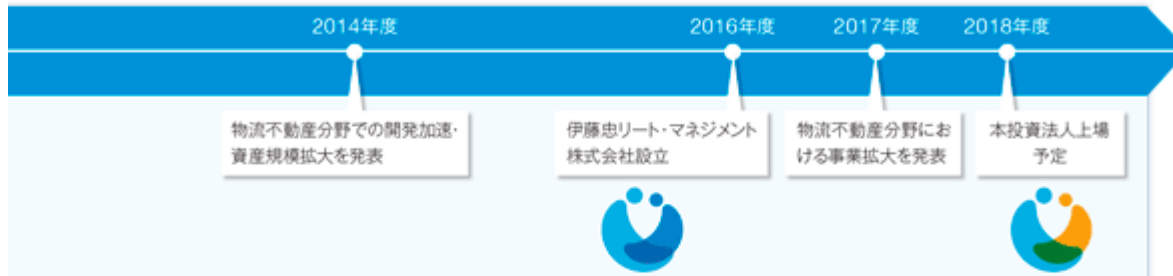 2014年度
2016年度
2017年度
2018年度
物流不動産分野での開発加速・
資産規模拡大を発表
伊藤忠リート・マネジメント
株式会社設立
物流不動産分野にお
ける事業拡大を発表
本投資法人上場
予定